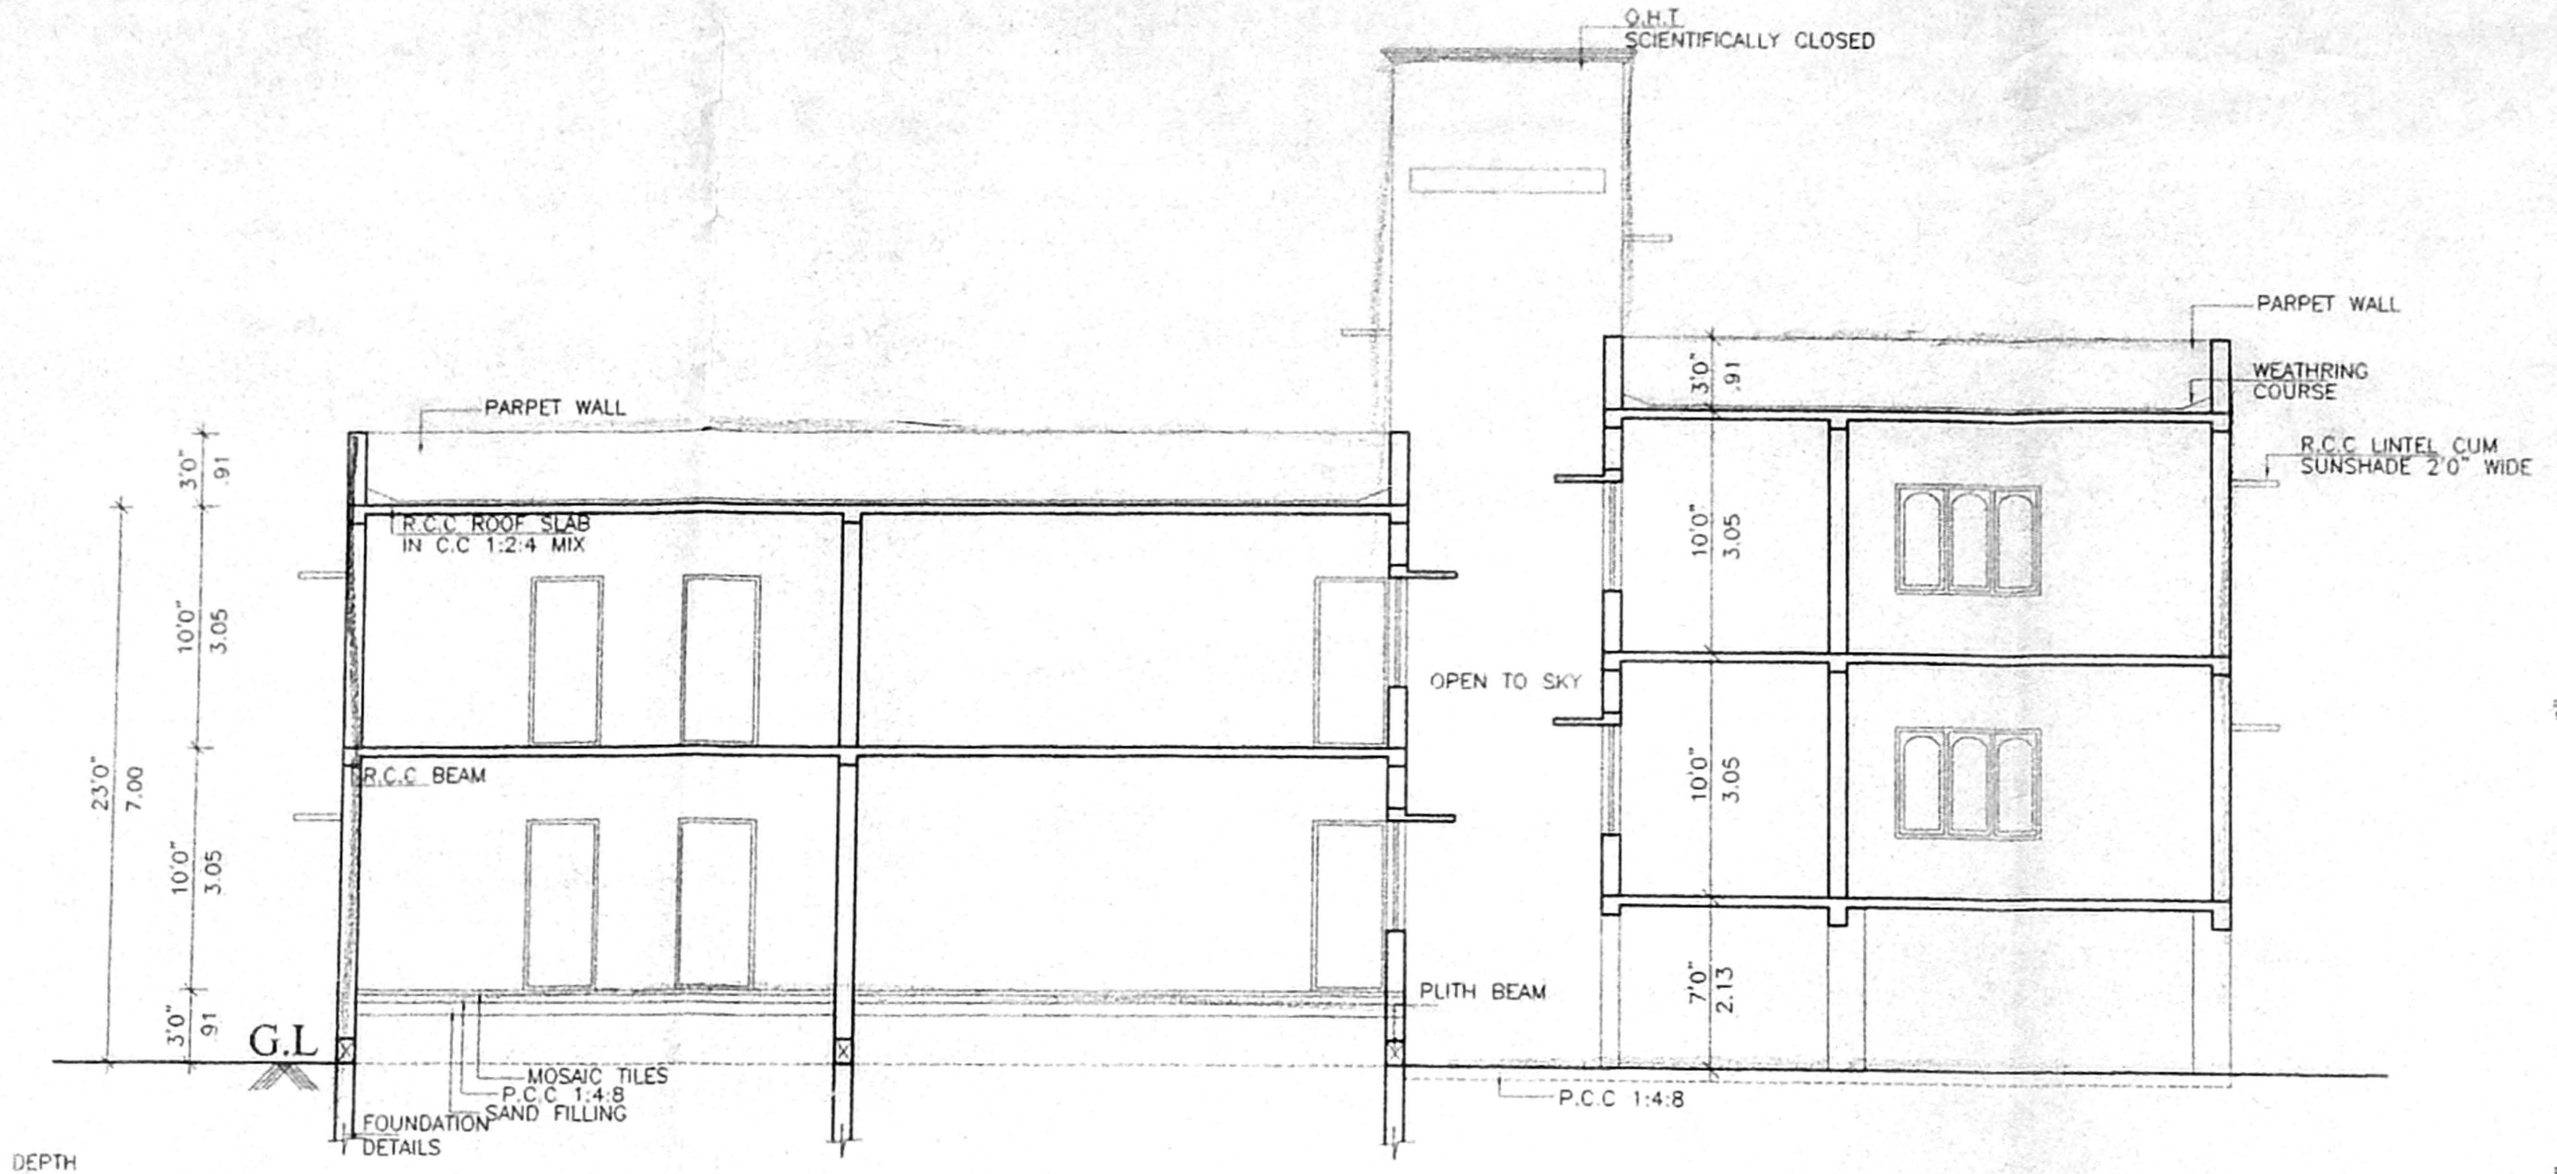 O.H.T
SCIENTIFICALLY CLOSED
PARPET WALL
WEATHRING
COURSE
R.C.C LINTEL CUM
SUNSHADE 2'0" WIDE
3'0"
.91
10'0"
3.05
10'0"
3.05
7'0"
2.13
PARPET WALL
R.C.C ROOF SLAB
IN C.C 1:2:4 MIX
3'0"
.91
10'0"
3.05
23'0"
7.00
10'0"
3.05
3'0"
.91
OPEN TO SKY
R.C.C BEAM
PLITH BEAM
G.L
MOSAIC TILES
P.C.C 1:4:8
SAND FILLING
FOUNDATION
DETAILS
P.C.C 1:4:8
DEPTH